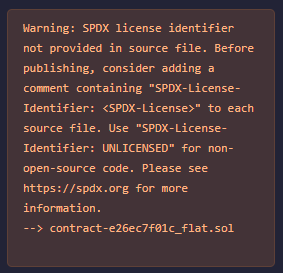 Warning: SPDX license identifier
not provided in source file. Before
publishing, consider adding a
comment containing "SPDX-License-
Identifier: <SPDX-License>" to each
source file. Use "SPDX-License-
Identifier: UNLICENSED" for non-
open-source code. Please see
https://spdx.org for more
information.
--> contract-e26ec7f01c_flat.sol